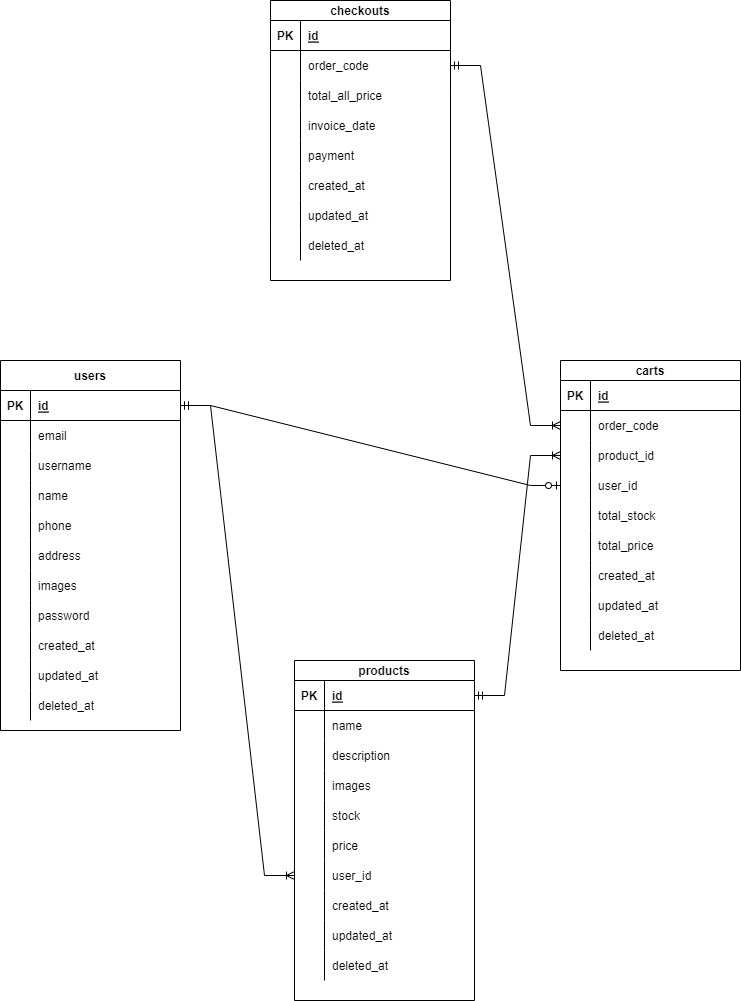 checkouts
PK id
order_code
total_all_price
invoice_date
payment
created_at
updated_at
deleted_at
users
PK id
email
username
name
phone
address
images
password
created_at
updated_at
deleted_at
carts
PK id
order_code
product_id
user_id
total_stock
total_price
created_at
updated_at
deleted_at
products
PK id
name
description
images
stock
price
user_id
created_at
updated_at
deleted_at